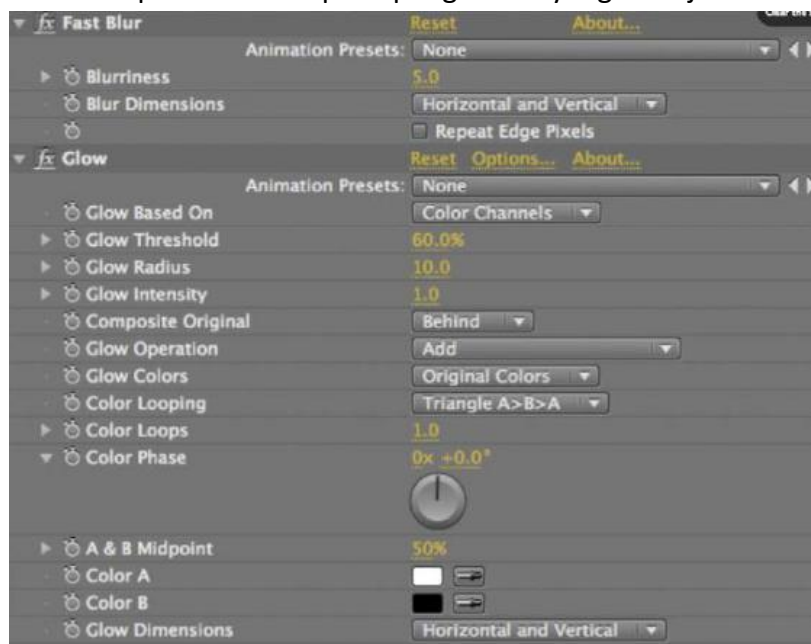 fx Fast Blur Reset About...
Animation Presets: None
Blurriness 5.0
Blur Dimensions Horizontal and Vertical
Repeat Edge Pixels
fx Glow Reset Options... About...
Animation Presets: None
Glow Based On Color Channels
Glow Threshold 60.0%
Glow Radius 10.0
Glow Intensity 1.0
Composite Original Behind
Glow Operation Add
Glow Colors Original Colors
Color Looping Triangle A>B>A
Color Loops 1.0
Color Phase 0x +0.0°
A & B Midpoint 50%
Color A
Color B
Glow Dimensions Horizontal and Vertical